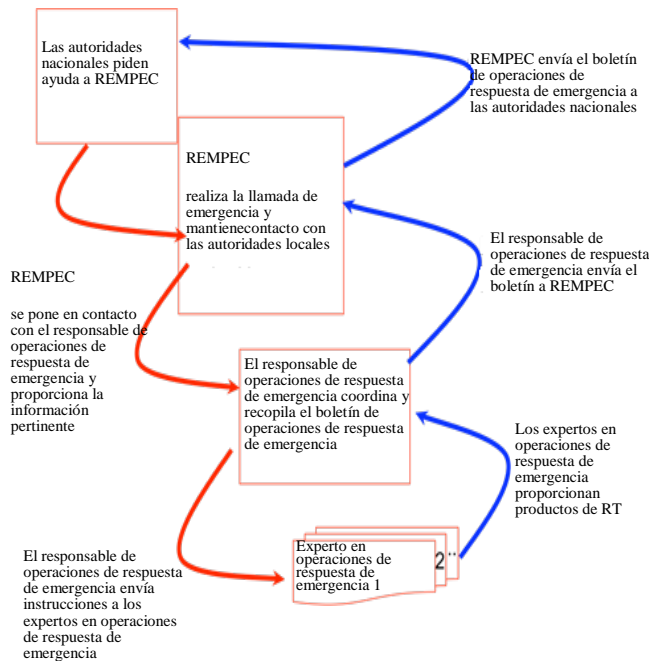 Las autoridades
nacionales piden
ayuda a REMPEC
REMPEC envía el boletín
de operaciones de
respuesta de emergencia a
las autoridades nacionales
REMPEC
realiza la llamada de
emergencia y
mantienecontacto con
las autoridades locales
El responsable de
operaciones de respuesta
de emergencia envía el
boletín a REMPEC
REMPEC
se pone en contacto
con el responsable de
operaciones de
respuesta de
emergencia y
proporciona la
información
pertinente
El responsable de
operaciones de respuesta
de emergencia coordina y
recopila el boletín de
operaciones de respuesta
de emergencia
Los expertos en
operaciones de
respuesta de
emergencia
proporcionan
productos de RT
Experto en
operaciones de
respuesta de
emergencia 1
2...
El responsable de
operaciones de respuesta
de emergencia envía
instrucciones a los
expertos en operaciones
de respuesta de
emergencia